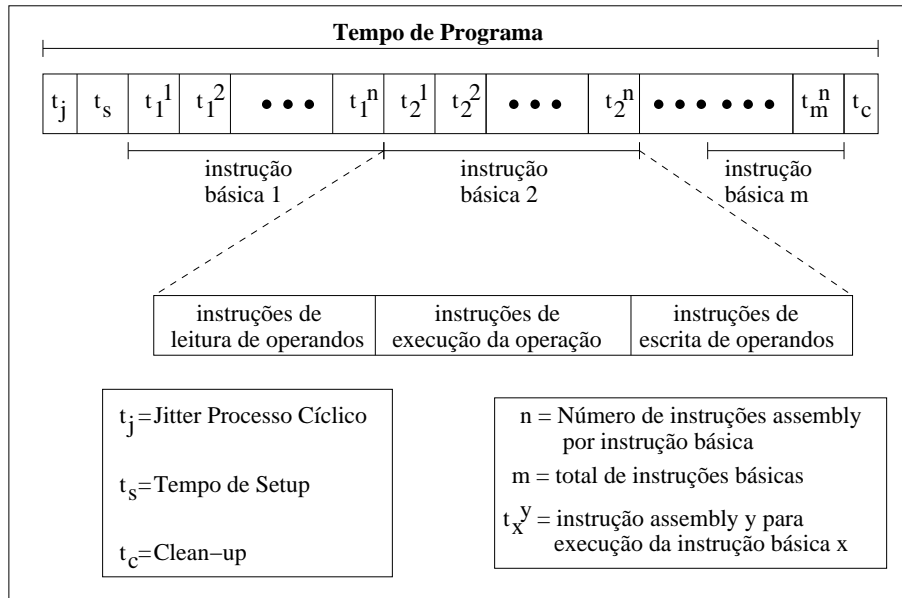 Tempo de Programa
t_j t_s t_1^1 t_1^2 ••• t_1^n t_2^1 t_2^2 ••• t_2^n •••••• t_m^n t_c
instrução
básica 1
instrução
básica 2
instrução
básica m
instruções de
leitura de operandos
instruções de
execução da operação
instruções de
escrita de operandos
t_j=Jitter Processo Cíclico
t_s=Tempo de Setup
t_c=Clean−up
n = Número de instruções assembly
por instrução básica
m = total de instruções básicas
t_x^y = instrução assembly y para
execução da instrução básica x